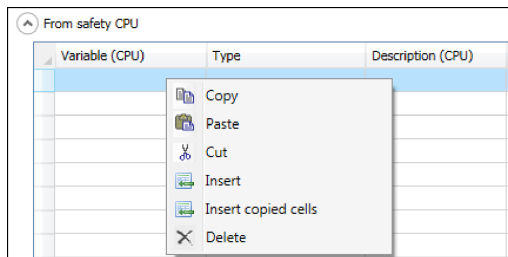 From safety CPU
Variable (CPU) Type Description (CPU)
Copy
Paste
Cut
Insert
Insert copied cells
Delete